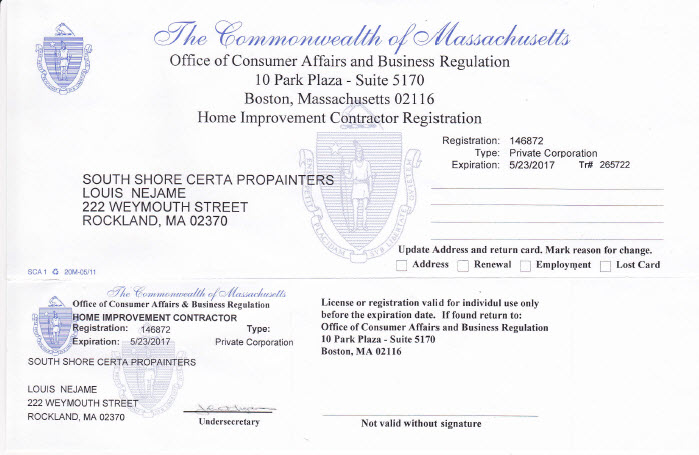 The Commonwealth of Massachusetts
Office of Consumer Affairs and Business Regulation
10 Park Plaza - Suite 5170
Boston, Massachusetts 02116
Home Improvement Contractor Registration
Registration: 146872
Type: Private Corporation
Expiration: 5/23/2017 Tr# 265722
SOUTH SHORE CERTA PROPAINTERS
LOUIS NEJAME
222 WEYMOUTH STREET
ROCKLAND, MA 02370
Update Address and return card. Mark reason for change.
Address Renewal Employment Lost Card
SCA 1 20M-05/11
The Commonwealth of Massachusetts
Office of Consumer Affairs & Business Regulation
HOME IMPROVEMENT CONTRACTOR
Registration: 146872 Type:
Expiration: 5/23/2017 Private Corporation
SOUTH SHORE CERTA PROPAINTERS
LOUIS NEJAME
222 WEYMOUTH STREET
ROCKLAND, MA 02370
Undersecretary
License or registration valid for individul use only
before the expiration date. If found return to:
Office of Consumer Affairs and Business Regulation
10 Park Plaza - Suite 5170
Boston, MA 02116
Not valid without signature